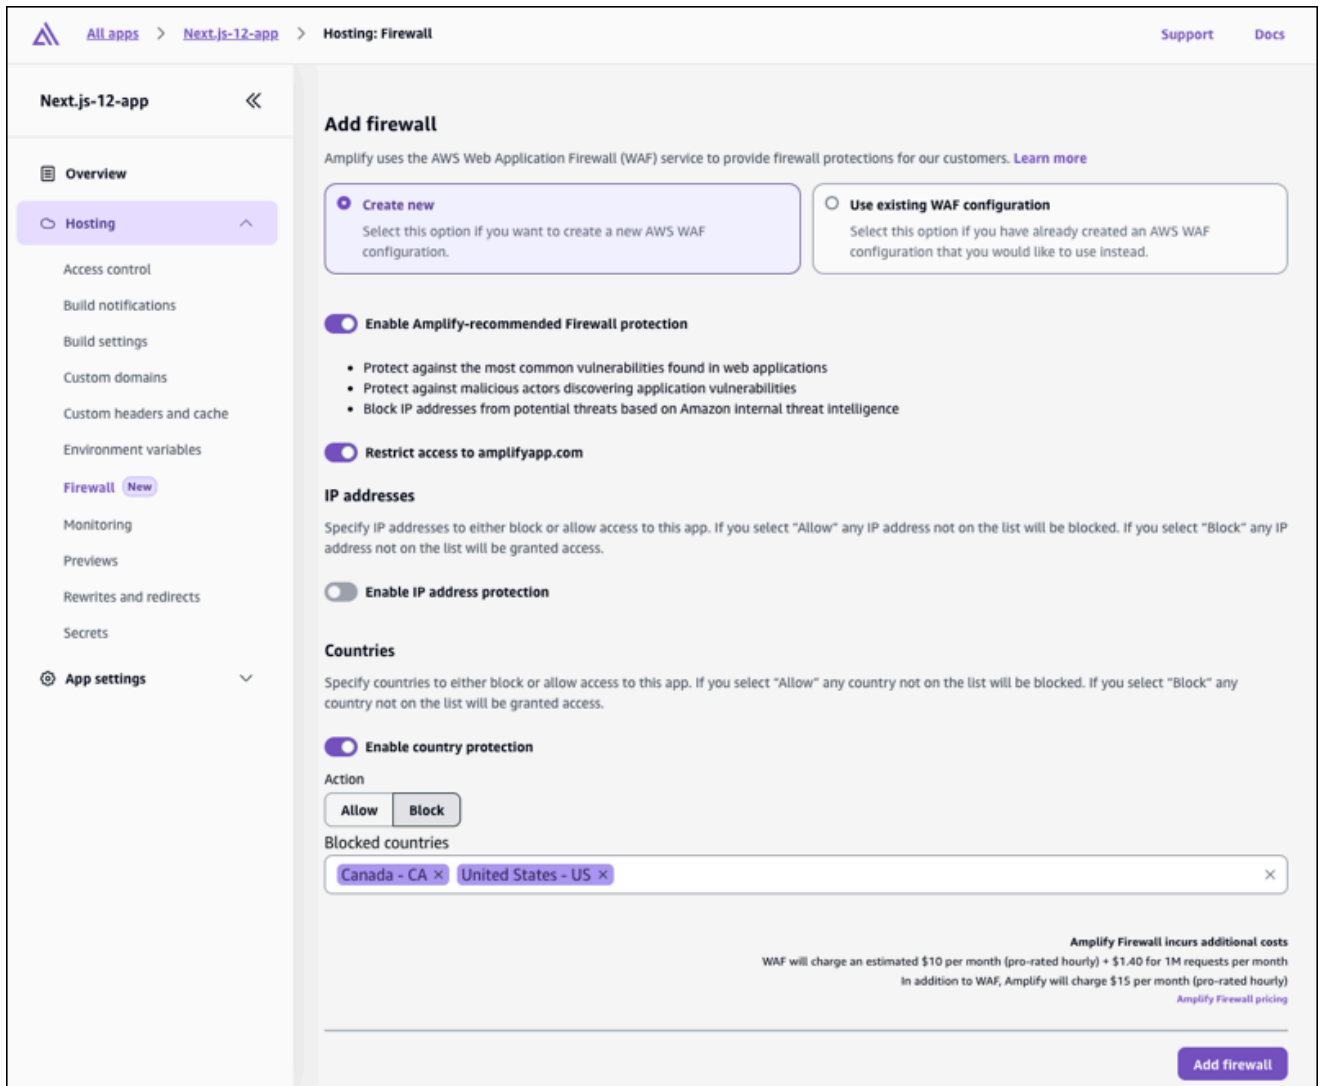 All apps > Next.js-12-app > Hosting: Firewall
Support Docs
Next.js-12-app
Overview
Hosting
Access control
Build notifications
Build settings
Custom domains
Custom headers and cache
Environment variables
Firewall New
Monitoring
Previews
Rewrites and redirects
Secrets
App settings
Add firewall
Amplify uses the AWS Web Application Firewall (WAF) service to provide firewall protections for our customers. Learn more
Create new
Select this option if you want to create a new AWS WAF
configuration.
Use existing WAF configuration
Select this option if you have already created an AWS WAF
configuration that you would like to use instead.
Enable Amplify-recommended Firewall protection
• Protect against the most common vulnerabilities found in web applications
• Protect against malicious actors discovering application vulnerabilities
• Block IP addresses from potential threats based on Amazon internal threat intelligence
Restrict access to amplifyapp.com
IP addresses
Specify IP addresses to either block or allow access to this app. If you select "Allow" any IP address not on the list will be blocked. If you select "Block" any IP
address not on the list will be granted access.
Enable IP address protection
Countries
Specify countries to either block or allow access to this app. If you select "Allow" any country not on the list will be blocked. If you select "Block" any
country not on the list will be granted access.
Enable country protection
Action
Allow Block
Blocked countries
Canada - CA × United States - US ×
Amplify Firewall incurs additional costs
WAF will charge an estimated $10 per month (pro-rated hourly) + $1.40 for 1M requests per month
In addition to WAF, Amplify will charge $15 per month (pro-rated hourly)
Amplify Firewall pricing
Add firewall